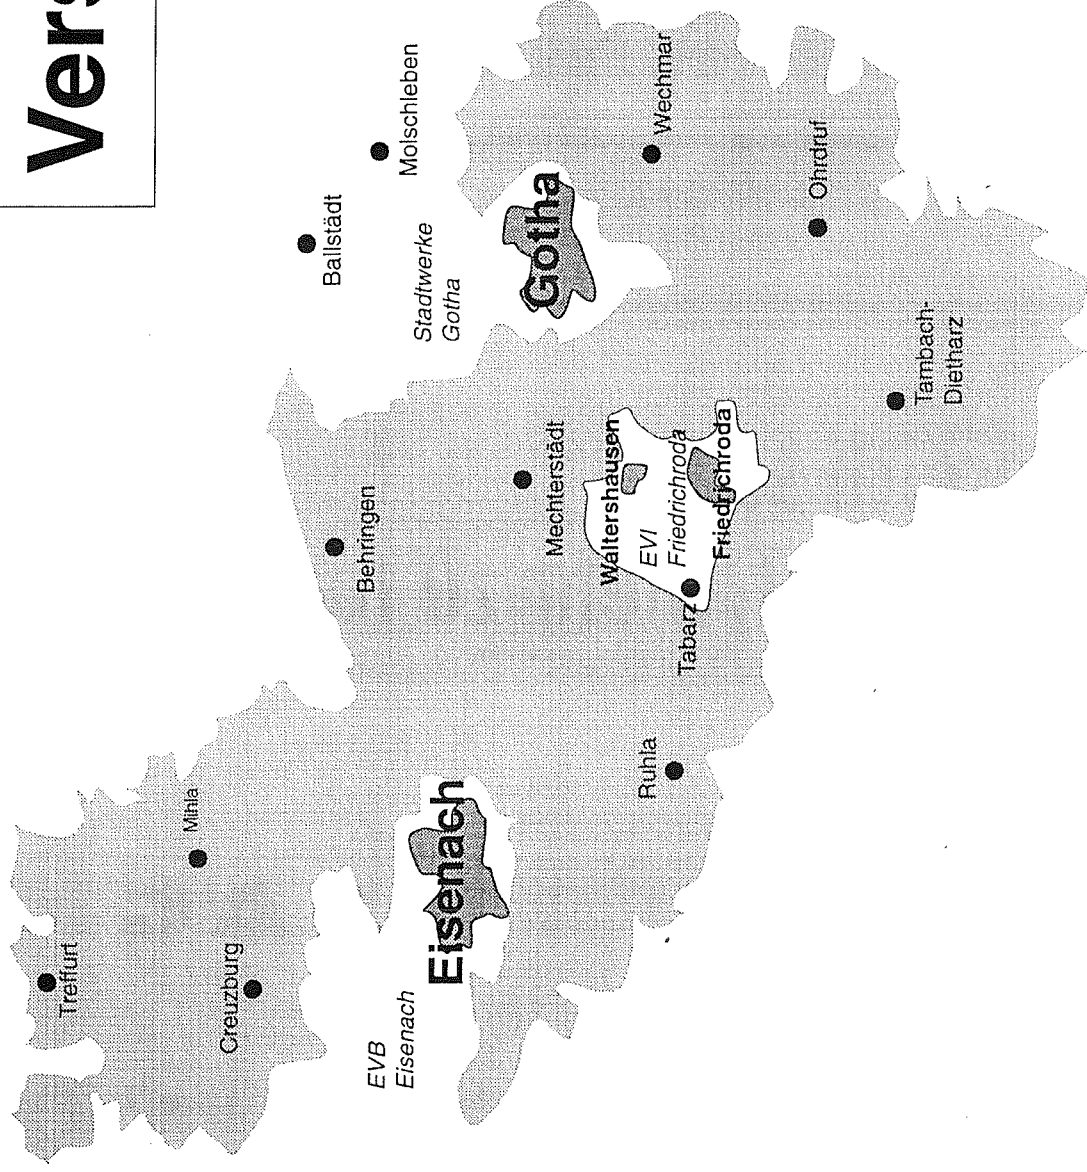 Vers
Treffurt
Mihla
Creuzburg
Ballstädt
Behringen
EVB
Eisenach
Molschleben
Stadtwerke
Gotha
Eisenach
Gotha
Mechterstädt
Waltershausen
EVI
Friedrichroda
Ruhla
Wechmar
Tabarz
Friedrichroda
Ohrdruf
Tambach-
Dietharz